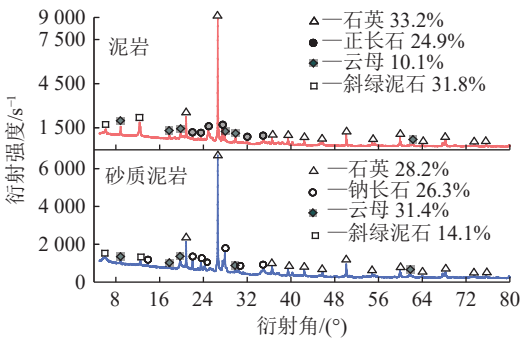 9 000
泥岩
4 500
1 500
△—石英 33.2%
●—正长石 24.9%
◆—云母 10.1%
□—斜绿泥石 31.8%
衍射强度/s⁻¹
6 000
砂质泥岩
4 000
2 000
0
△—石英 28.2%
○—钠长石 26.3%
◆—云母 31.4%
□—斜绿泥石 14.1%
8 16 24 32 40 48 56 64 72 80
衍射角/(°)